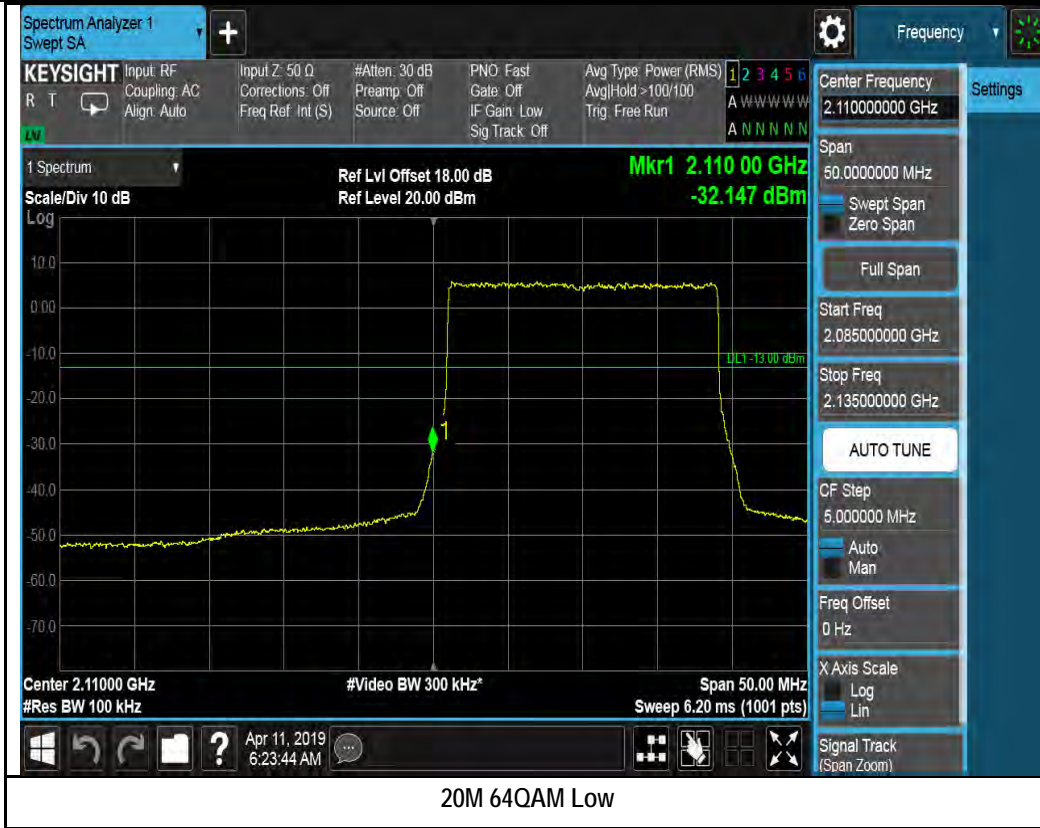 Spectrum Analyzer 1
Swept SA
+
Frequency
KEYSIGHT
R T
LV
Input: RF
Coupling: AC
Align: Auto
Input Z: 50 Ω
Corrections: Off
Freq Ref: Int (S)
#Atten: 30 dB
Preamp: Off
Source: Off
PNO: Fast
Gate: Off
IF Gain: Low
Sig Track: Off
Avg Type: Power (RMS)
Avg|Hold >100/100
Trig: Free Run
1 2 3 4 5 6
A W W W W W
A N N N N N
1 Spectrum
Scale/Div 10 dB
Log
Ref Lvl Offset 18.00 dB
Ref Level 20.00 dBm
Mkr1 2.110 00 GHz
-32.147 dBm
10.0
0.00
-10.0
-20.0
-30.0
-40.0
-50.0
-60.0
-70.0
DL1 -13.00 dBm
1
Center 2.11000 GHz
#Res BW 100 kHz
#Video BW 300 kHz*
Span 50.00 MHz
Sweep 6.20 ms (1001 pts)
Center Frequency
2.110000000 GHz
Settings
Span
50.0000000 MHz
Swept Span
Zero Span
Full Span
Start Freq
2.085000000 GHz
Stop Freq
2.135000000 GHz
AUTO TUNE
CF Step
5.000000 MHz
Auto
Man
Freq Offset
0 Hz
X Axis Scale
Log
Lin
Signal Track
(Span Zoom)
?
Apr 11, 2019
6:23:44 AM
20M 64QAM Low